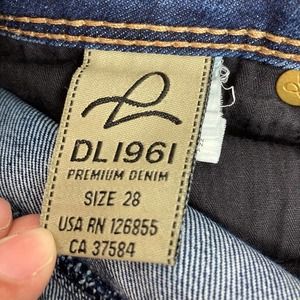 DL1961
PREMIUM DENIM
SIZE 28
USA RN 126855
CA 37584